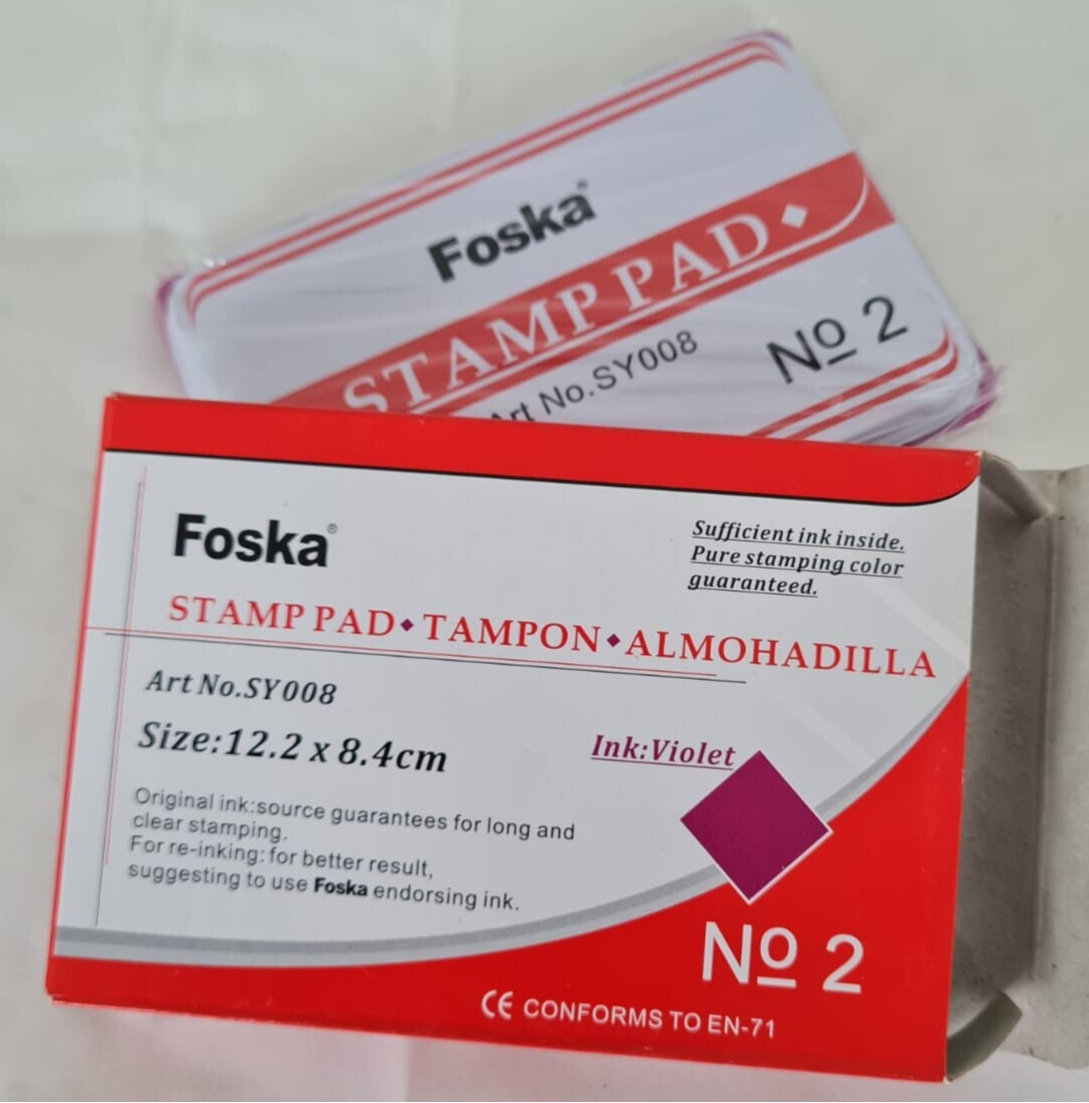 Foska®
STAMP PAD
Art No.SY008
№ 2
Foska®
Sufficient ink inside.
Pure stamping color
guaranteed.
STAMP PAD◆TAMPON◆ALMOHADILLA
Art No.SY008
Size:12.2 x 8.4cm
Ink:Violet
Original ink:source guarantees for long and
clear stamping.
For re-inking: for better result,
suggesting to use Foska endorsing ink.
№ 2
CE CONFORMS TO EN-71